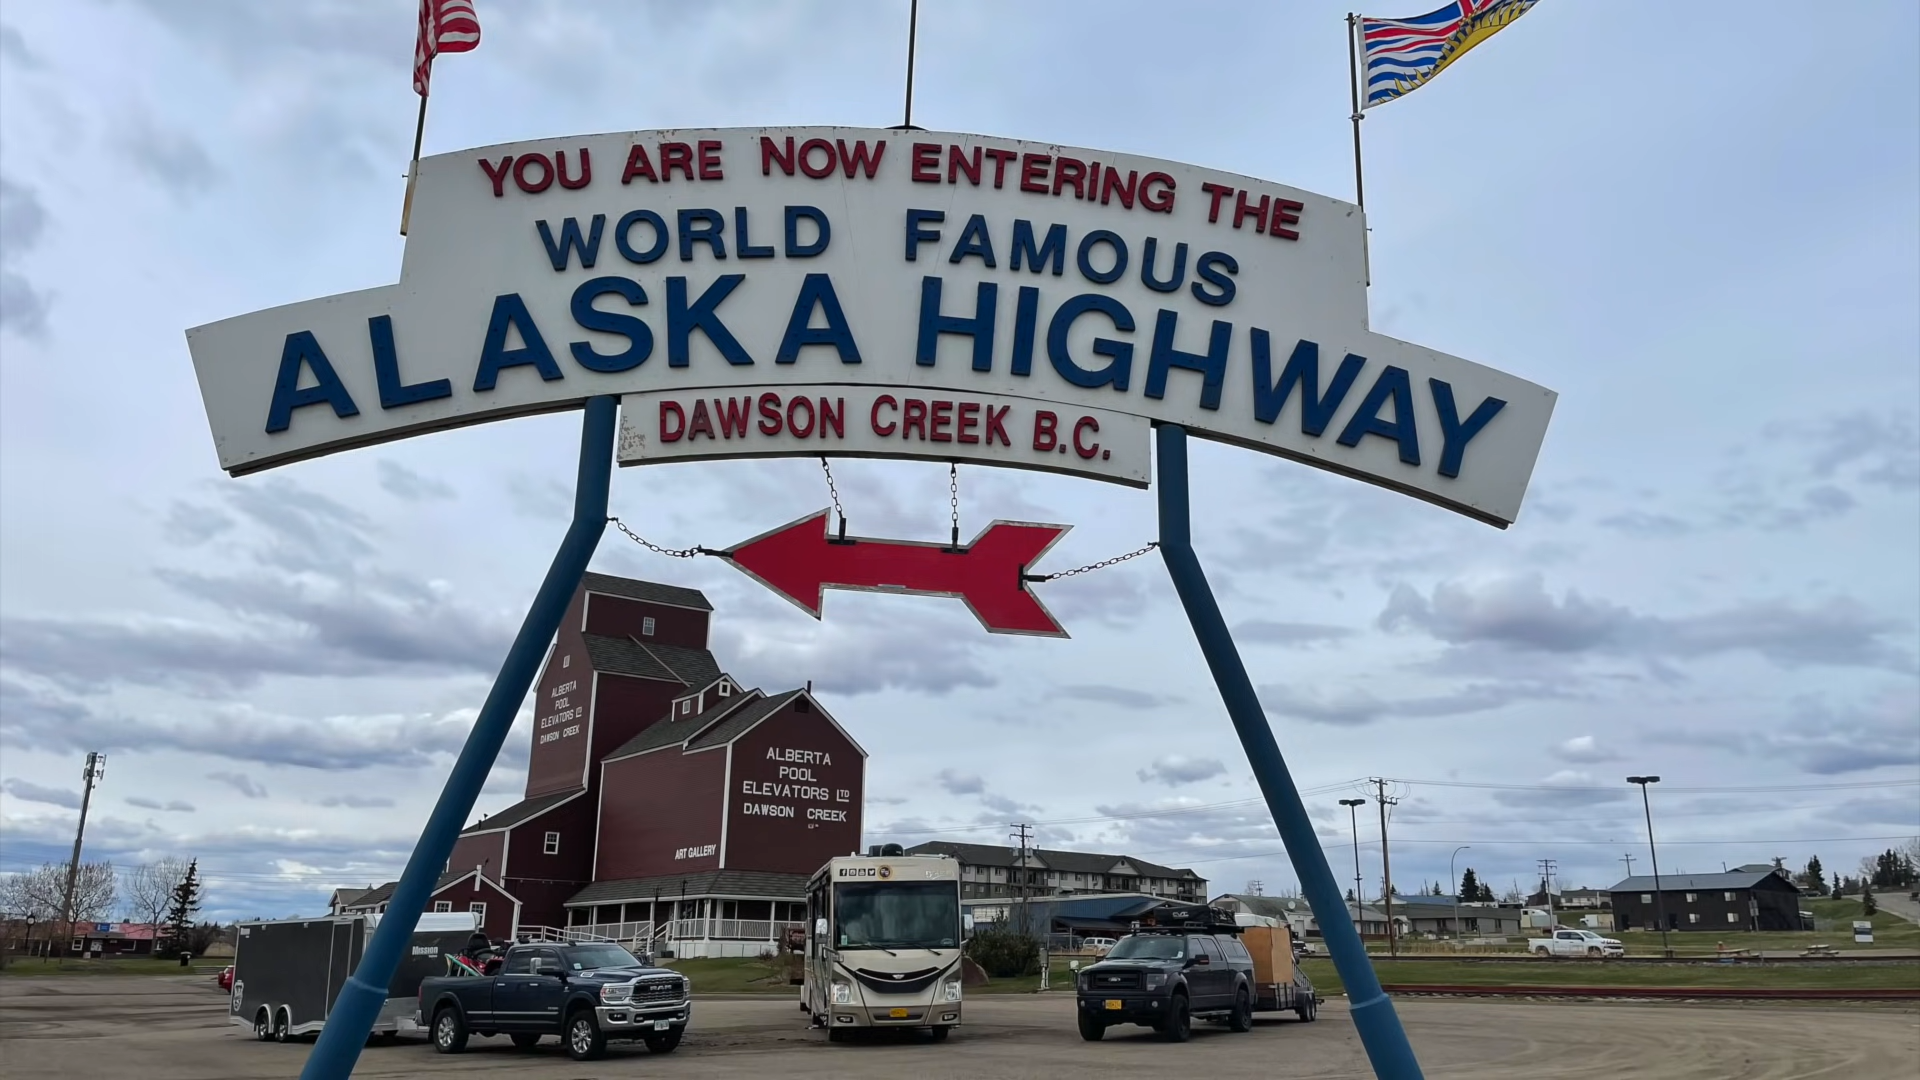 YOU ARE NOW ENTERING THE
WORLD FAMOUS
ALASKA HIGHWAY
DAWSON CREEK B.C.
ALBERTA
POOL
ELEVATORS LTD
DAWSON CREEK
ALBERTA
POOL
ELEVATORS LTD
DAWSON CREEK
ART GALLERY
Mission
RAM